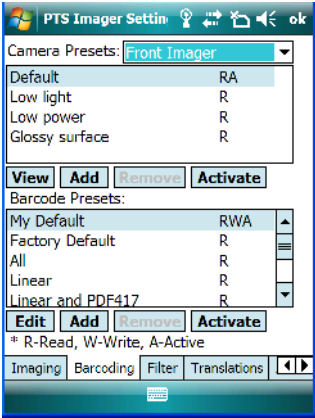 PTS Imager Settin ok
Camera Presets: Front Imager
Default RA
Low light R
Low power R
Glossy surface R
View Add Remove Activate
Barcode Presets:
My Default RWA
Factory Default R
All R
Linear R
Linear and PDF417 R
Edit Add Remove Activate
* R-Read, W-Write, A-Active
Imaging Barcoding Filter Translations